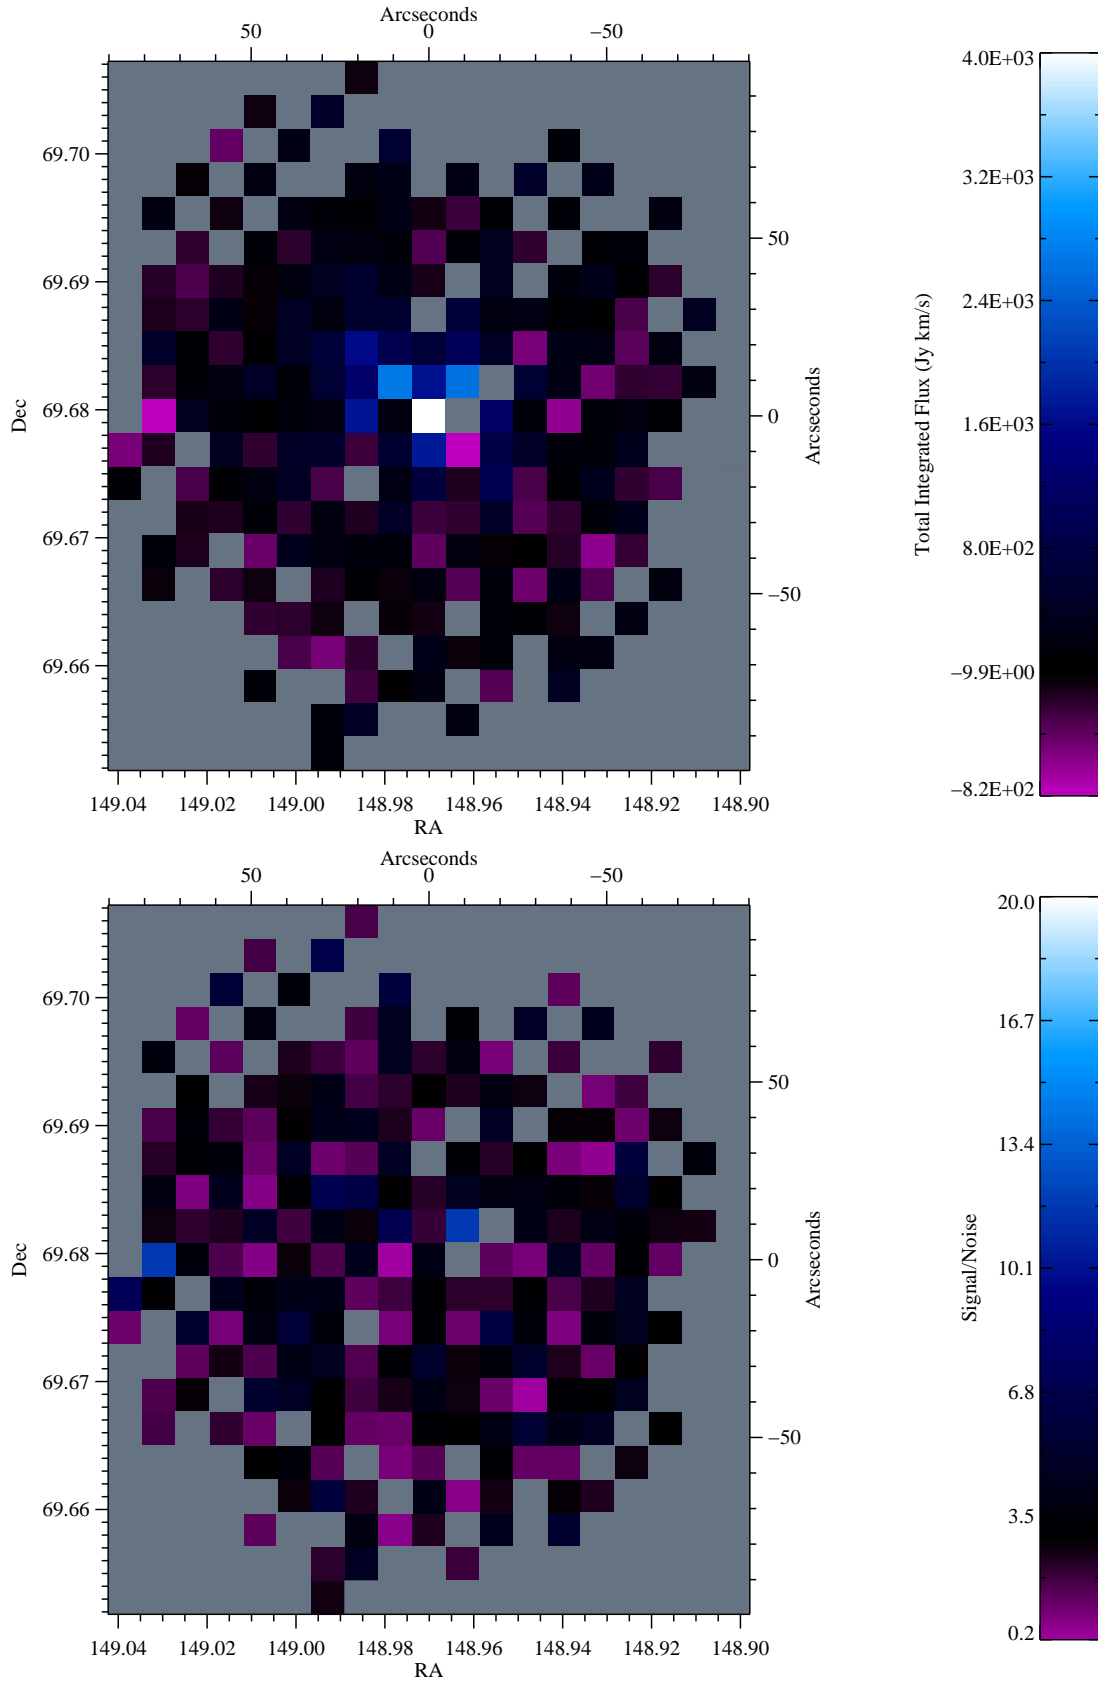 Arcseconds
50 0 −50
69.70
69.69
69.68
69.67
69.66
Dec
50
0
−50
Arcseconds
149.04 149.02 149.00 148.98 148.96 148.94 148.92 148.90
RA
4.0E+03
3.2E+03
2.4E+03
1.6E+03
8.0E+02
−9.9E+00
−8.2E+02
Total Integrated Flux (Jy km/s)
Arcseconds
50 0 −50
69.70
69.69
69.68
69.67
69.66
Dec
50
0
−50
Arcseconds
149.04 149.02 149.00 148.98 148.96 148.94 148.92 148.90
RA
20.0
16.7
13.4
10.1
6.8
3.5
0.2
Signal/Noise